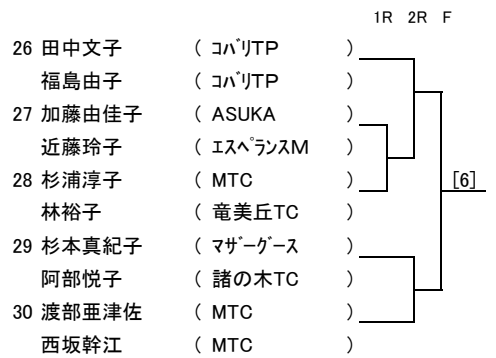 1R 2R F
26 田中文子 ( コバリTP )
福島由子 ( コバリTP )
27 加藤由佳子 ( ASUKA )
近藤玲子 ( エスペランスM )
28 杉浦淳子 ( MTC ) [6]
林裕子 ( 竜美丘TC )
29 杉本真紀子 ( マザーグース )
阿部悦子 ( 諸の木TC )
30 渡部亜津佐 ( MTC )
西坂幹江 ( MTC )